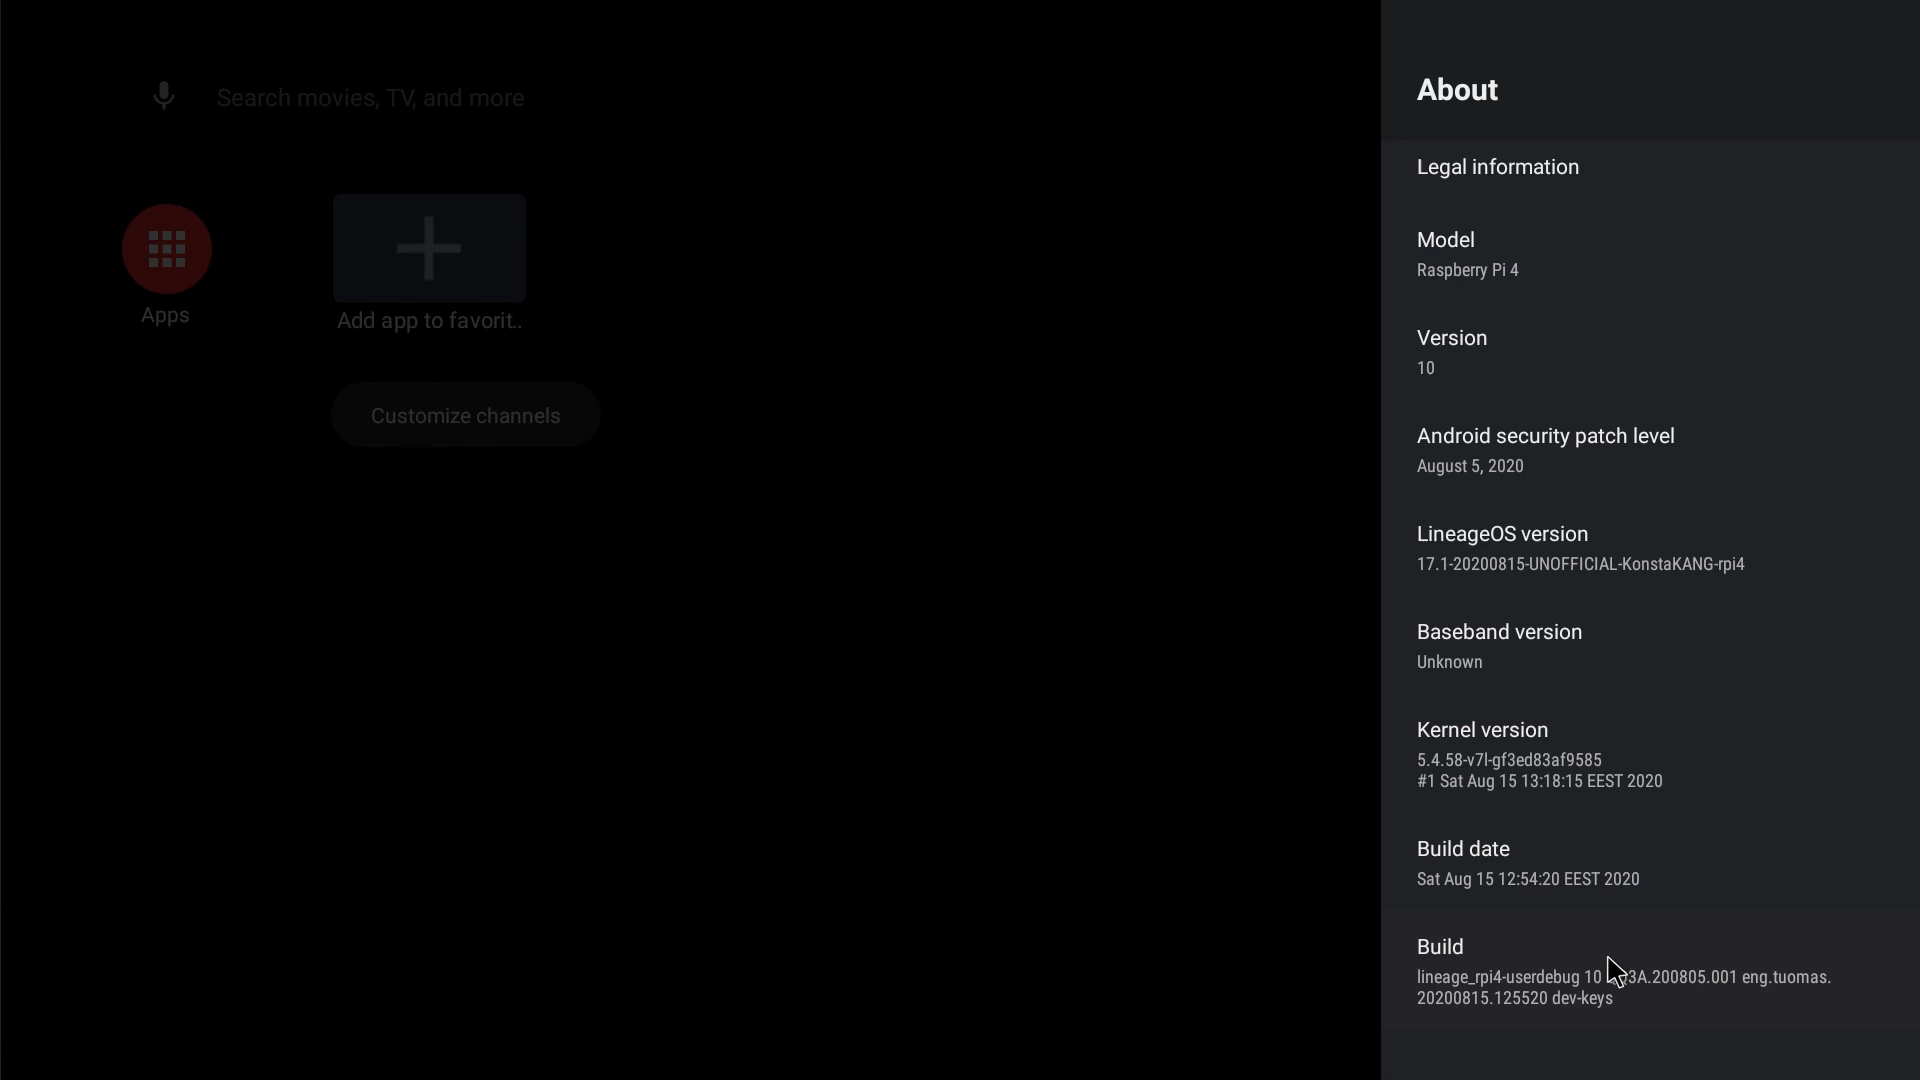 Search movies, TV, and more
Apps
Add app to favorit..
Customize channels
About
Legal information
Model
Raspberry Pi 4
Version
10
Android security patch level
August 5, 2020
LineageOS version
17.1-20200815-UNOFFICIAL-KonstaKANG-rpi4
Baseband version
Unknown
Kernel version
5.4.58-v7l-gf3ed83af9585
#1 Sat Aug 15 13:18:15 EEST 2020
Build date
Sat Aug 15 12:54:20 EEST 2020
Build
lineage_rpi4-userdebug 10 3A.200805.001 eng.tuomas.
20200815.125520 dev-keys